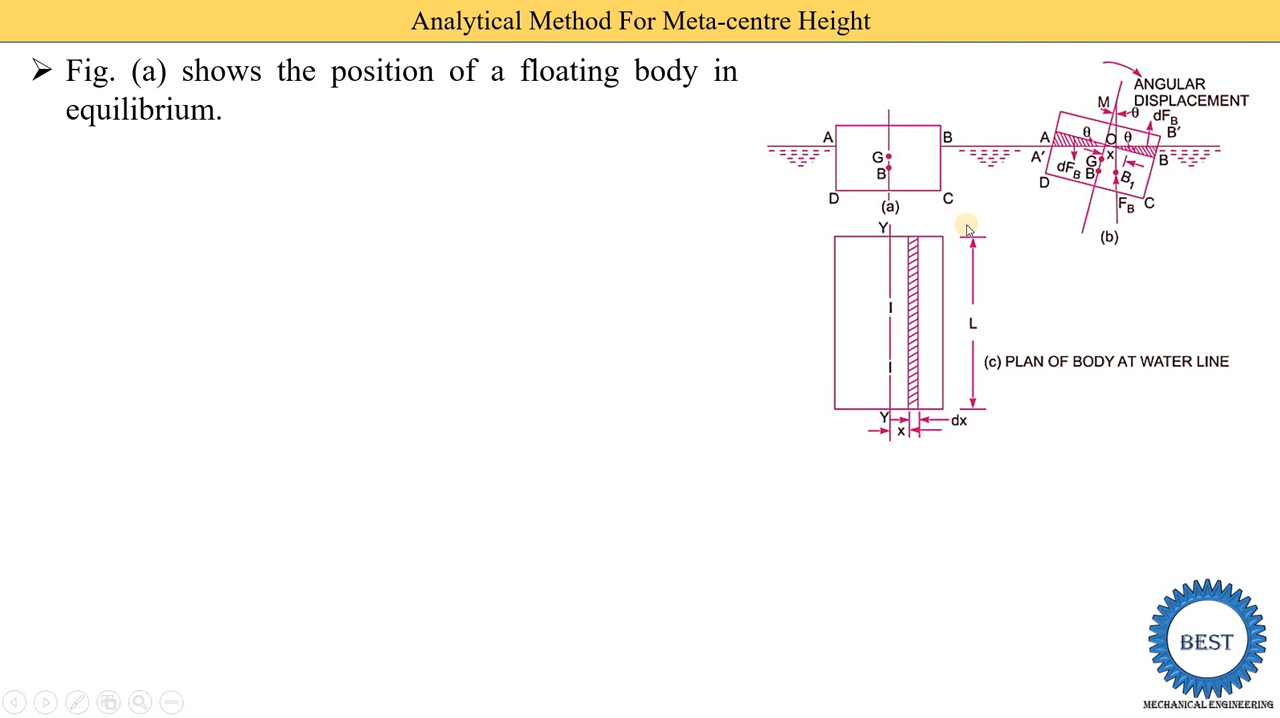 Analytical Method For Meta-centre Height
➤ Fig. (a) shows the position of a floating body in
equilibrium.
A
B
G
B
D
C
(a)
ANGULAR
DISPLACEMENT
M
θ
dF_B
B'
A
θ
O
θ
A'
x
B
G
dF_B
B
B_1
D
F_B
C
(b)
Y
L
(c) PLAN OF BODY AT WATER LINE
Y
dx
x
BEST
MECHANICAL ENGINEERING